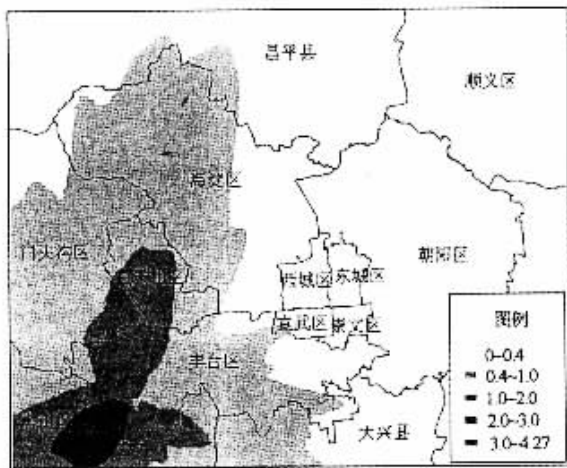 昌平县
顺义区
海淀区
门头沟区
朝阳区
西城区 东城区
宣武区 崇文区
丰台区
大兴县
图例
0~0.4
0.4~1.0
1.0~2.0
2.0~3.0
3.0~4.27